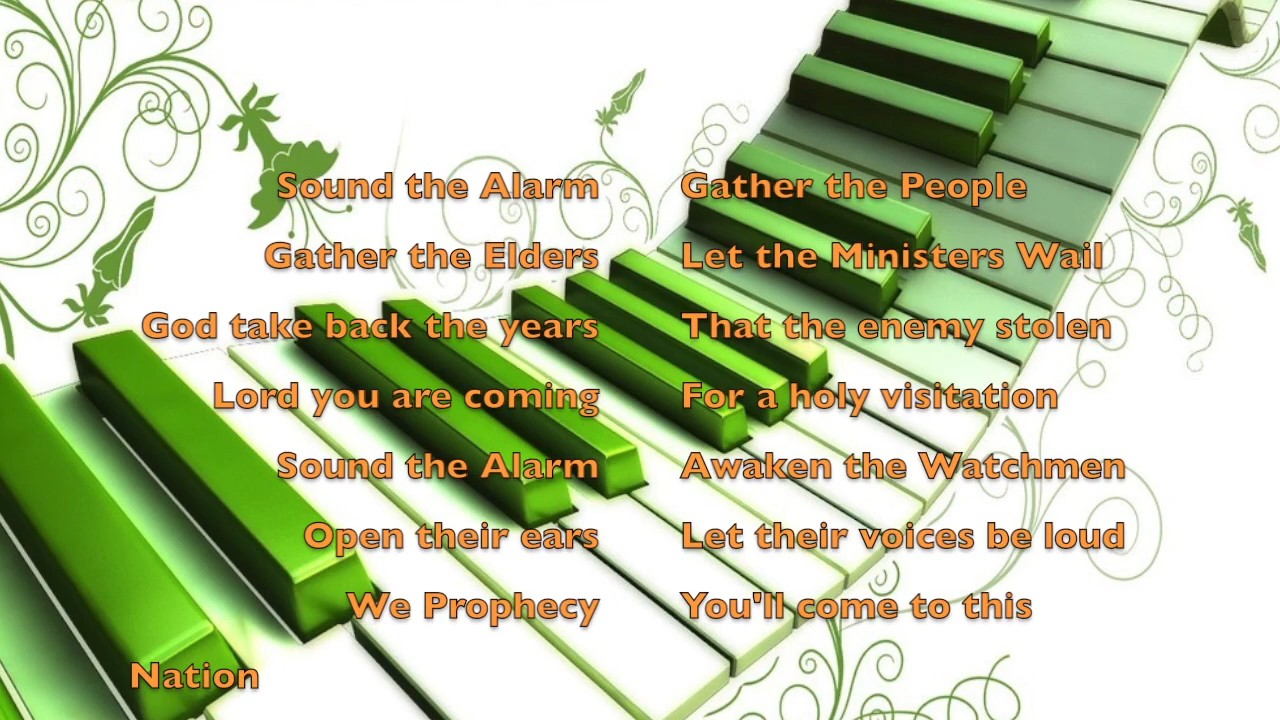 Sound the Alarm Gather the People
Gather the Elders Let the Ministers Wail
God take back the years That the enemy stolen
Lord you are coming For a holy visitation
Sound the Alarm Awaken the Watchmen
Open their ears Let their voices be loud
We Prophecy You'll come to this
Nation